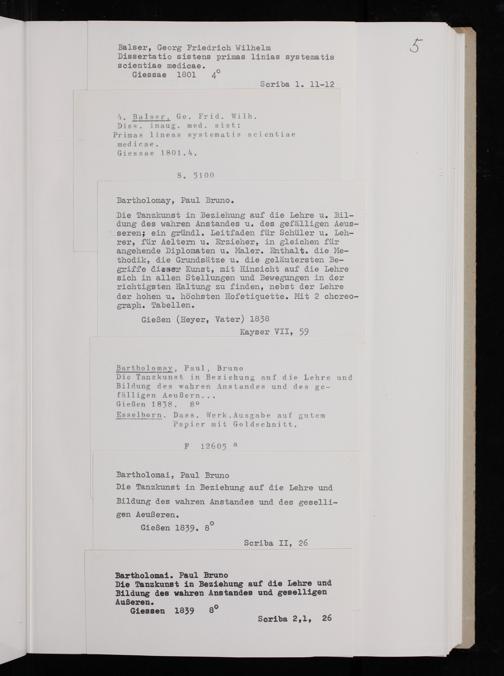 5
Balser, Georg Friedrich Wilhelm
Dissertatio sistens primas linias systematis
scientiae medicae.
Giessae 1801 4°
Scriba 1. 11-12
4. Balser, Ge. Frid. Wilh.
Diss. inaug. med. sist:
Primas lineas systematis scientiae
medicae.
Giessae 1801.4.
S. 5100
Bartholomay, Paul Bruno.
Die Tanzkunst in Beziehung auf die Lehre u. Bil-
dung des wahren Anstandes u. des gefälligen Aeus-
seren; ein gründl. Leitfaden für Schüler u. Leh-
rer, für Aeltern u. Erzieher, in gleichen für
angehende Diplomaten u. Maler. Enthalt. die Me-
thodik, die Grundsätze u. die geläutersten Be-
griffe dieser Kunst, mit Hinsicht auf die Lehre
sich in allen Stellungen und Bewegungen in der
richtigsten Haltung zu finden, nebst der Lehre
der hohen u. höchsten Hofetiquette. Mit 2 choreo-
graph. Tabellen.
Gießen (Heyer, Vater) 1838
Kayser VII, 59
Bartholomay, Paul, Bruno
Die Tanzkunst in Beziehung auf die Lehre und
Bildung des wahren Anstandes und des ge-
fälligen Aeußern...
Gießen 1838. 8°
Esselborn. Dass. Werk.Ausgabe auf gutem
Papier mit Goldschnitt.
F 12605 a
Bartholomai, Paul Bruno
Die Tanzkunst in Beziehung auf die Lehre und
Bildung des wahren Anstandes und des geselli-
gen Aeußeren.
Gießen 1839. 8°
Scriba II, 26
Bartholomai. Paul Bruno
Die Tanzkunst in Beziehung auf die Lehre und
Bildung des wahren Anstandes und geselligen
Außeren.
Giessen 1839 8°
Scriba 2,1, 26